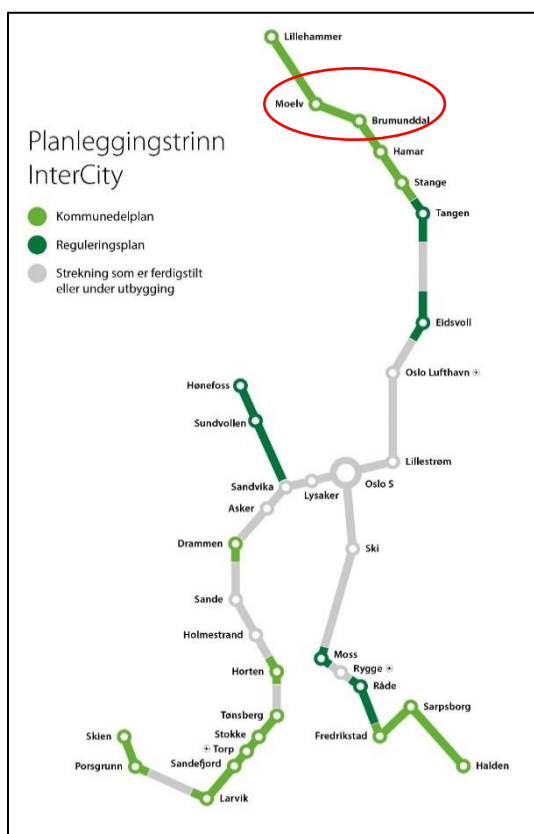 Lillehammer
Moelv
Brumunddal
Planleggingstrinn
InterCity
Hamar
Stange
Kommunedelplan
Tangen
Reguleringsplan
Strekning som er ferdigstilt
eller under utbygging
Eidsvoll
Oslo Lufthavn
Hønefoss
Sundvollen
Lillestrøm
Sandvika
Oslo S
Lysaker
Asker
Drammen
Ski
Sande
Holmestrand
Moss
Rygge
Horten
Råde
Sarpsborg
Tønsberg
Fredrikstad
Stokke
Skien
Torp
Sandefjord
Porsgrunn
Halden
Larvik